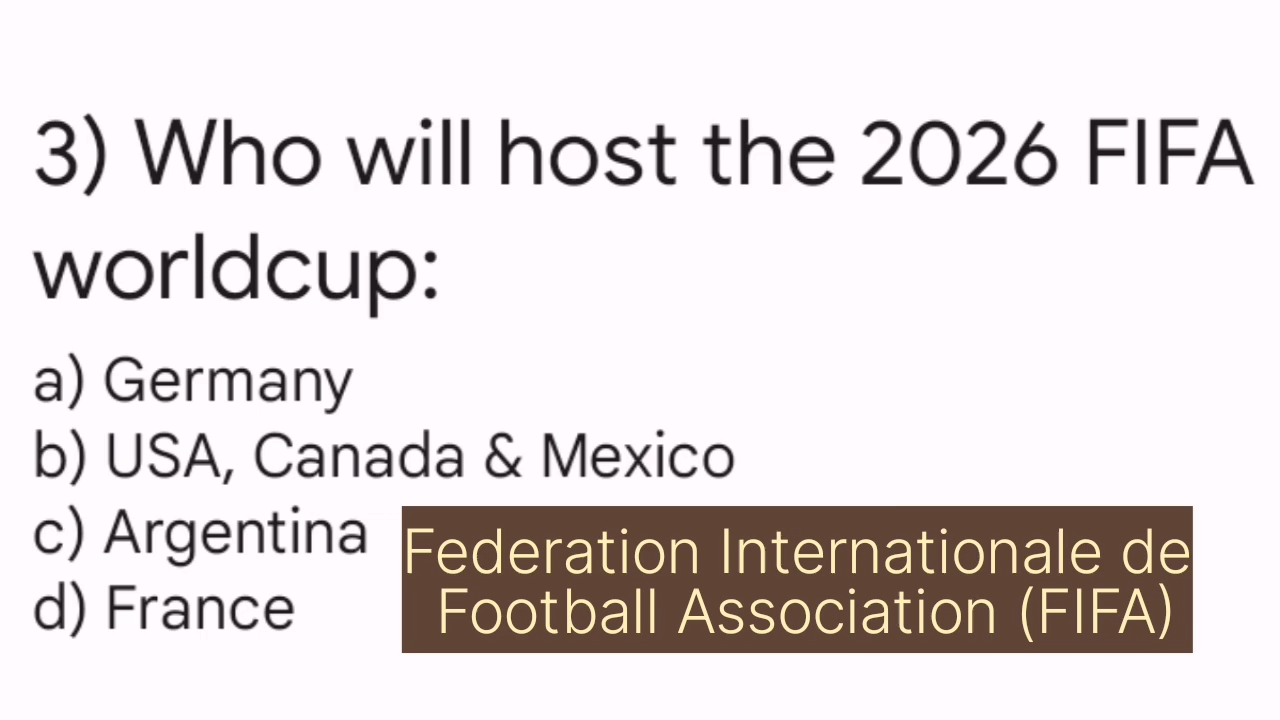 3) Who will host the 2026 FIFA
worldcup:
a) Germany
b) USA, Canada & Mexico
c) Argentina
d) France
Federation Internationale de
Football Association (FIFA)